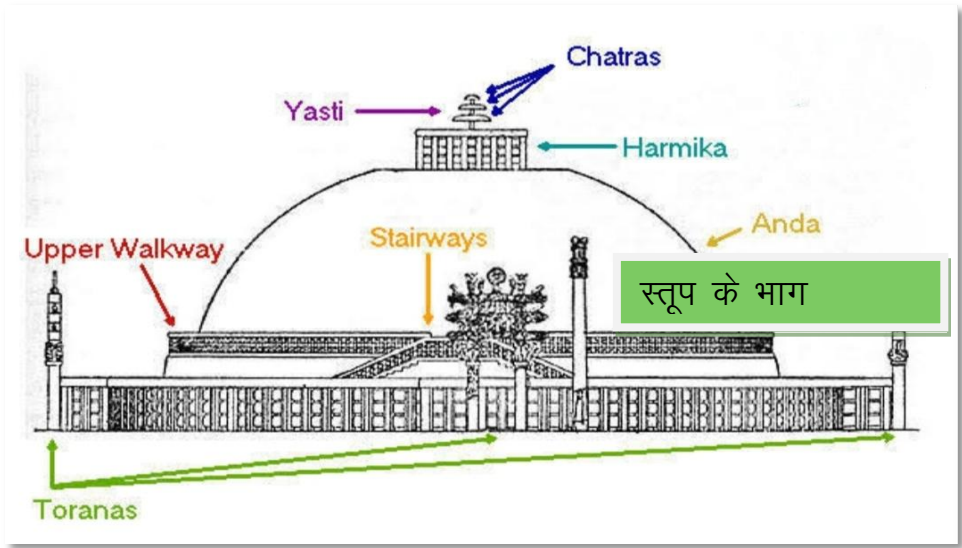 Chatras
Yasti
Harmika
Anda
Stairways
Upper Walkway
स्तूप के भाग
Toranas